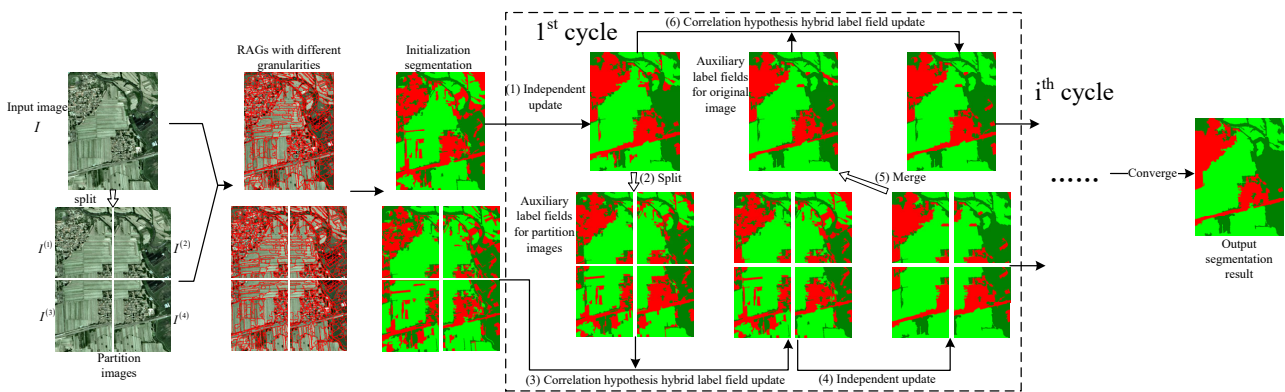 Input image
I
split
I^{(1)}
I^{(2)}
I^{(3)}
I^{(4)}
Partition
images
RAGs with different
granularities
Initialization
segmentation
1st cycle
(1) Independent
update
(2) Split
Auxiliary
label fields
for partition
images
(3) Correlation hypothesis hybrid label field update
(4) Independent update
(5) Merge
Auxiliary
label fields
for original
image
(6) Correlation hypothesis hybrid label field update
ith cycle
······
Converge
Output
segmentation
result